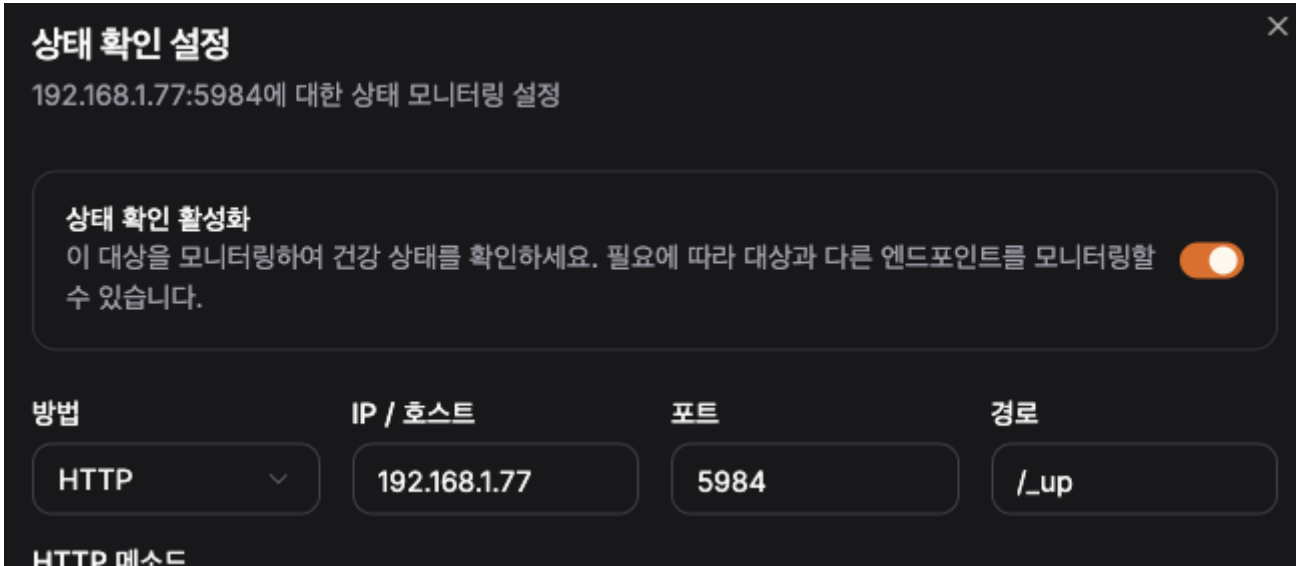 상태 확인 설정
192.168.1.77:5984에 대한 상태 모니터링 설정
상태 확인 활성화
이 대상을 모니터링하여 건강 상태를 확인하세요. 필요에 따라 대상과 다른 엔드포인트를 모니터링할
수 있습니다.
방법
IP / 호스트
포트
경로
HTTP
192.168.1.77
5984
/_up
HTTP 메소드